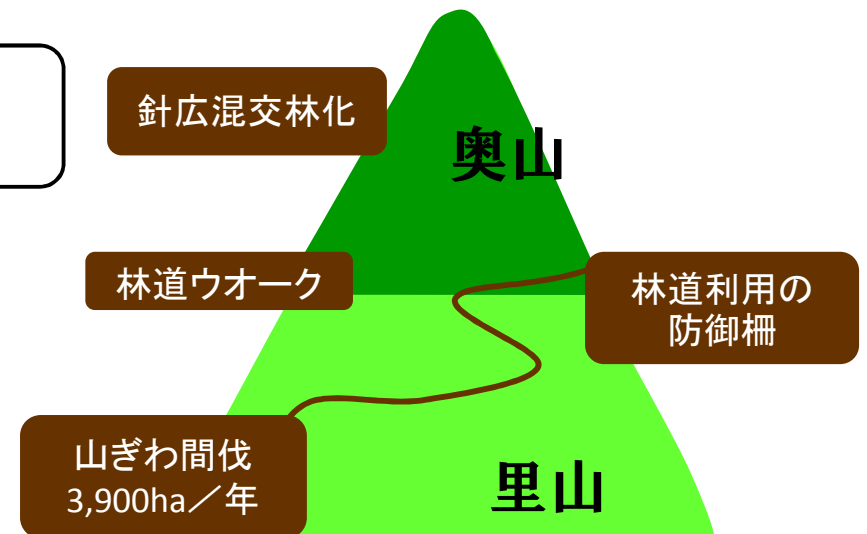 針広混交林化
奥山
林道ウオーク
林道利用の
防御柵
山ぎわ間伐
3,900ha／年
里山